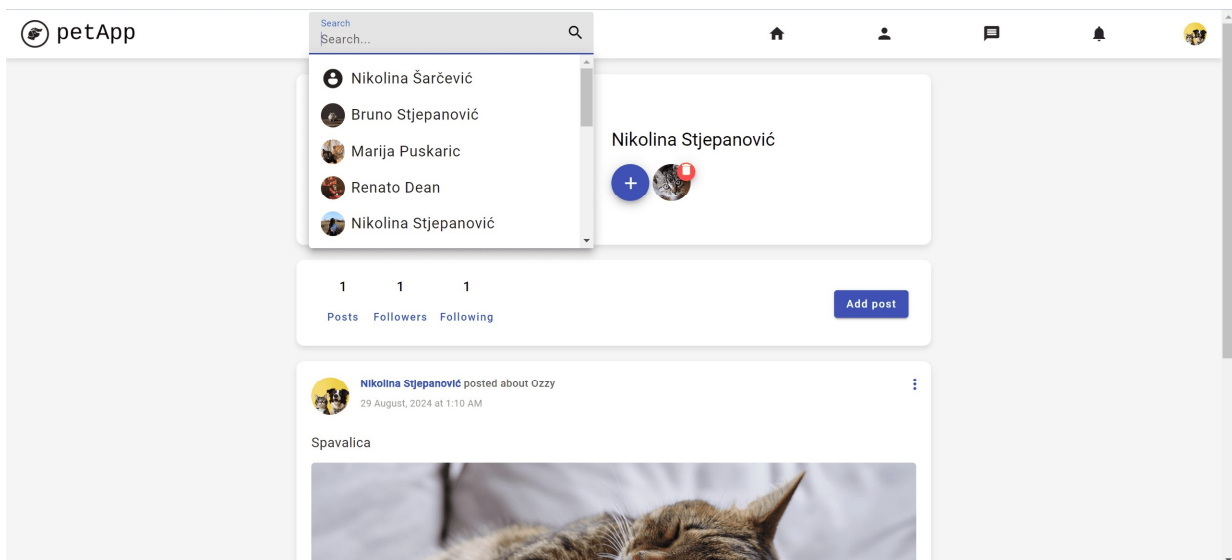 petApp
Search
Search...
Nikolina Šarčević
Bruno Stjepanović
Marija Puskaric
Renato Dean
Nikolina Stjepanović
Nikolina Stjepanović
1 1 1
Posts Followers Following
Add post
Nikolina Stjepanović posted about Ozzy
29 August, 2024 at 1:10 AM
Spavalica